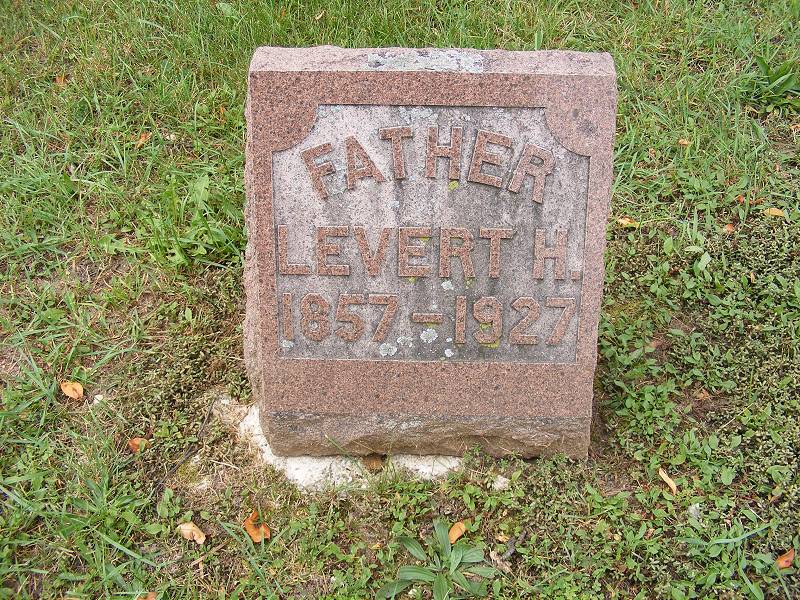 FATHER
LEVERT H.
1857-1927